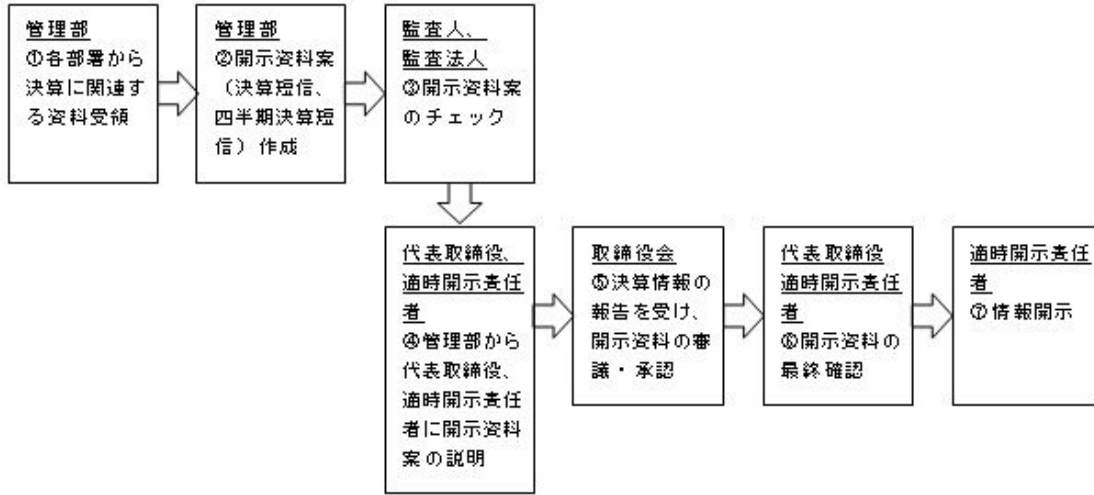 管理部
①各部署から
決算に関連す
る資料受領
管理部
②開示資料案
（決算短信、
四半期決算短
信）作成
監査人、
監査法人
③開示資料案
のチェック
代表取締役、
適時開示責任
者
④管理部から
代表取締役、
適時開示責任
者に開示資料
案の説明
取締役会
⑤決算情報の
報告を受け、
開示資料の審
議・承認
代表取締役
適時開示責任
者
⑥開示資料の
最終確認
適時開示責任
者
⑦情報開示